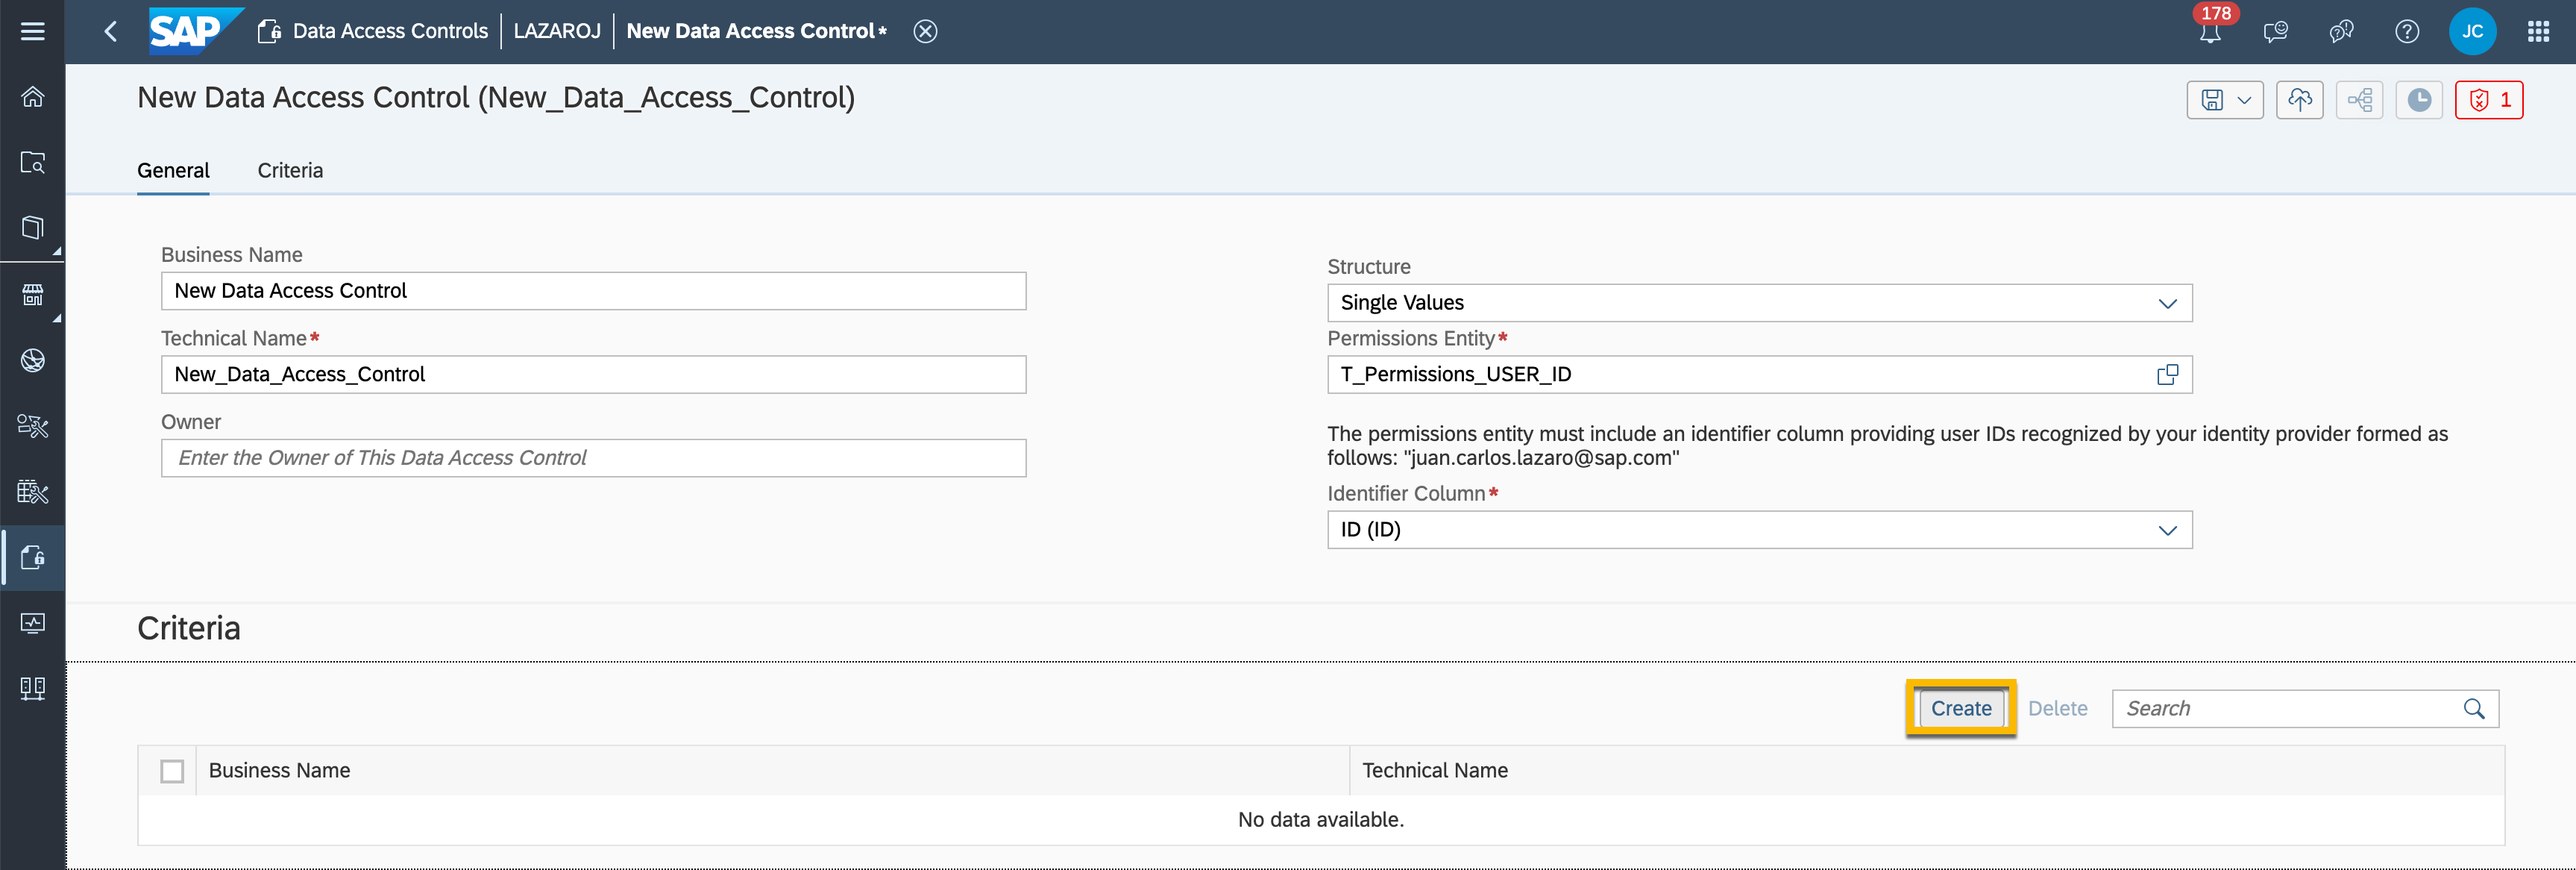 SAP Data Access Controls LAZAROJ New Data Access Control* 178 JC
New Data Access Control (New_Data_Access_Control) 1
General Criteria
Business Name
New Data Access Control
Technical Name*
New_Data_Access_Control
Owner
Enter the Owner of This Data Access Control
Structure
Single Values
Permissions Entity*
T_Permissions_USER_ID
The permissions entity must include an identifier column providing user IDs recognized by your identity provider formed as
follows: "juan.carlos.lazaro@sap.com"
Identifier Column*
ID (ID)
Criteria
Create Delete Search
Business Name Technical Name
No data available.